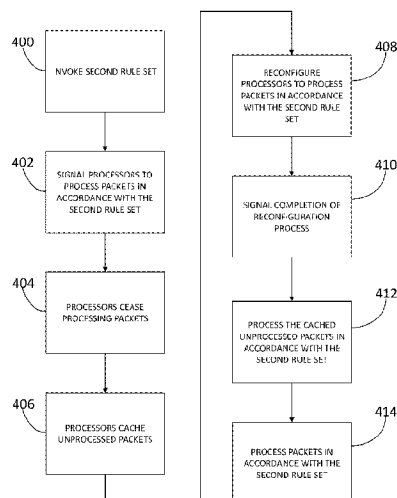 400
NVOKE SECOND RULE SET
402
SIGNAL PROCESSORS TO
PROCESS PACKETS IN
ACCORDANCE WITH THE
SECOND RULE SET
404
PROCESSORS CEASE
PROCESSING PACKETS
406
PROCESSORS CACHE
UNPROCESSED PACKETS
408
RECONFIGURE
PROCESSORS TO PROCESS
PACKETS IN ACCORDANCE
WITH THE SECOND RULE
SET
410
SIGNAL COMPLETION OF
RECONFIGURATION
PROCESS
412
PROCESS THE CACHED
UNPROCESSED PACKETS IN
ACCORDANCE WITH THE
SECOND RULE SET
414
PROCESS PACKETS IN
ACCORDANCE WITH THE
SECOND RULE SET